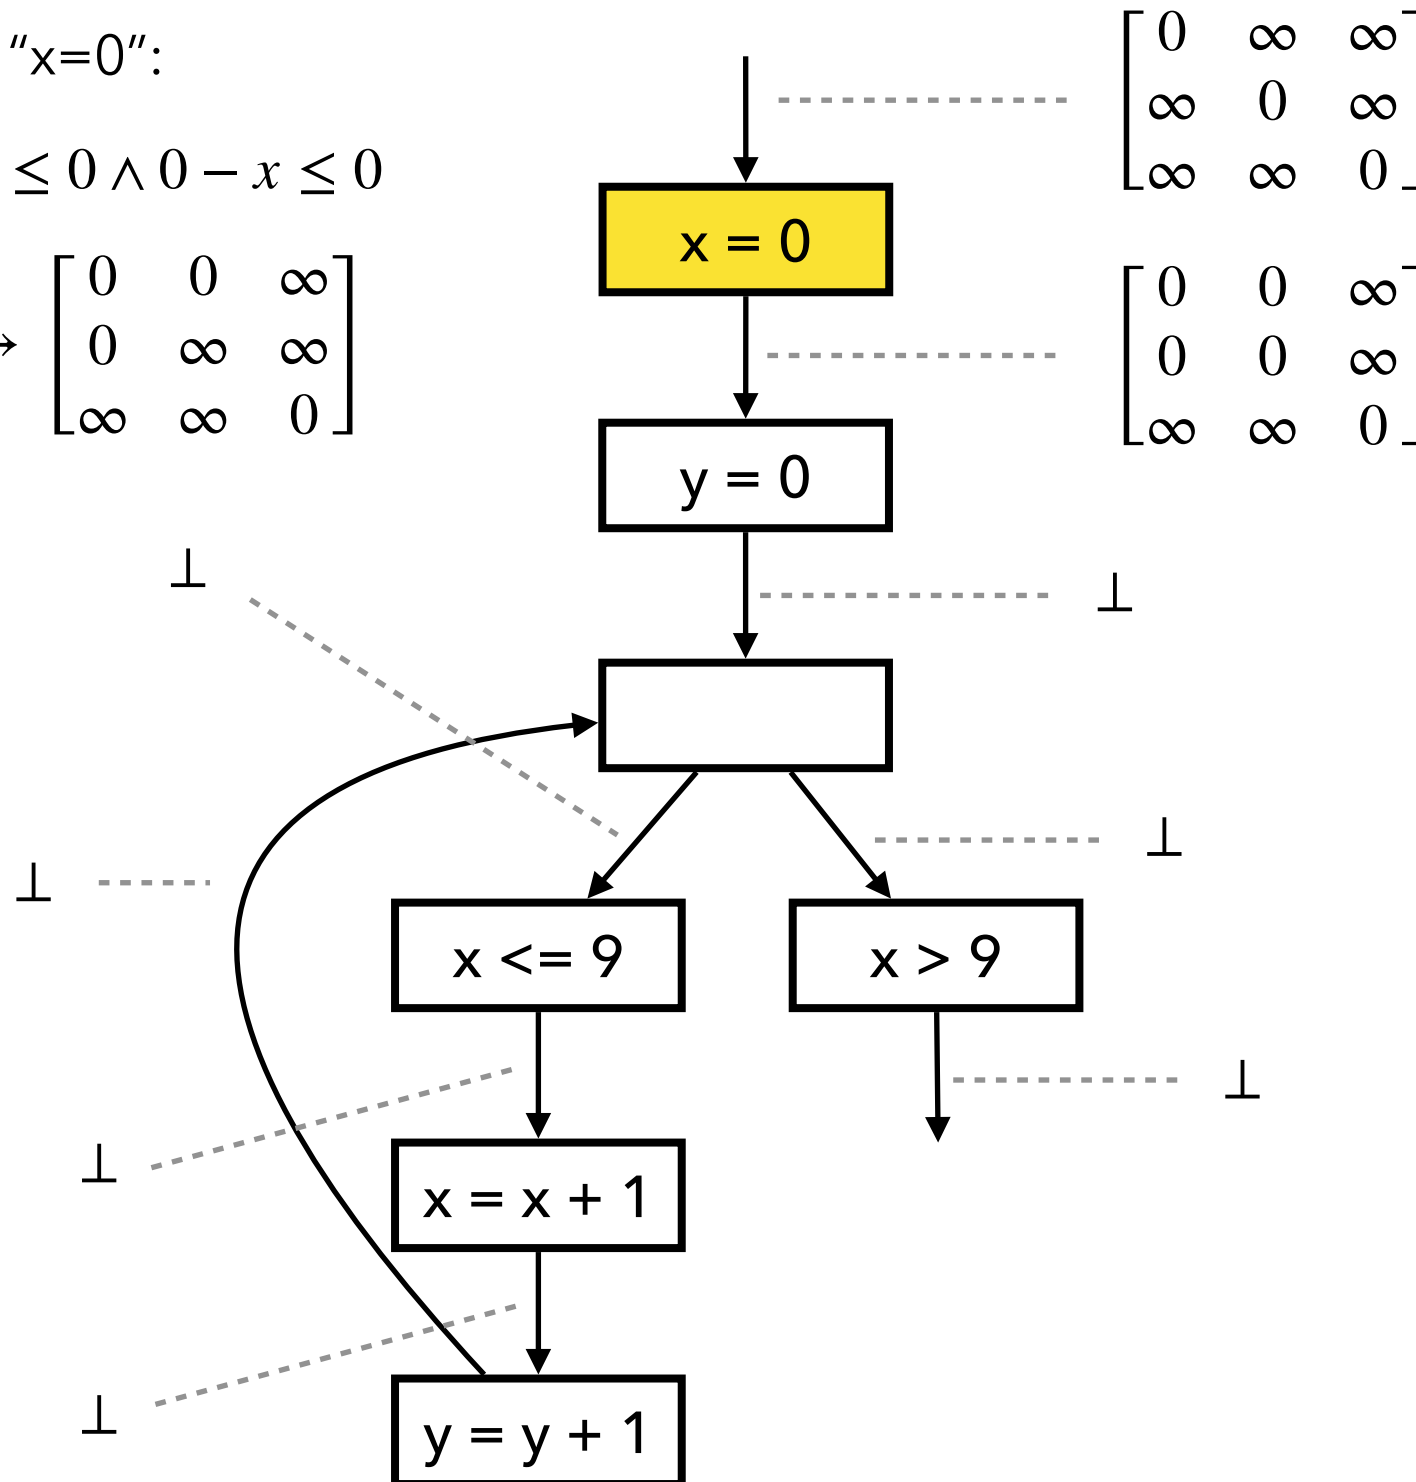 “x=0”:
≤ 0 ∧ 0 − x ≤ 0
→ [0 0 ∞
0 ∞ ∞
∞ ∞ 0]
[0 ∞ ∞
∞ 0 ∞
∞ ∞ 0]
x = 0
[0 0 ∞
0 0 ∞
∞ ∞ 0]
y = 0
⊥
⊥
⊥
⊥
x <= 9
x > 9
⊥
⊥
x = x + 1
⊥
y = y + 1